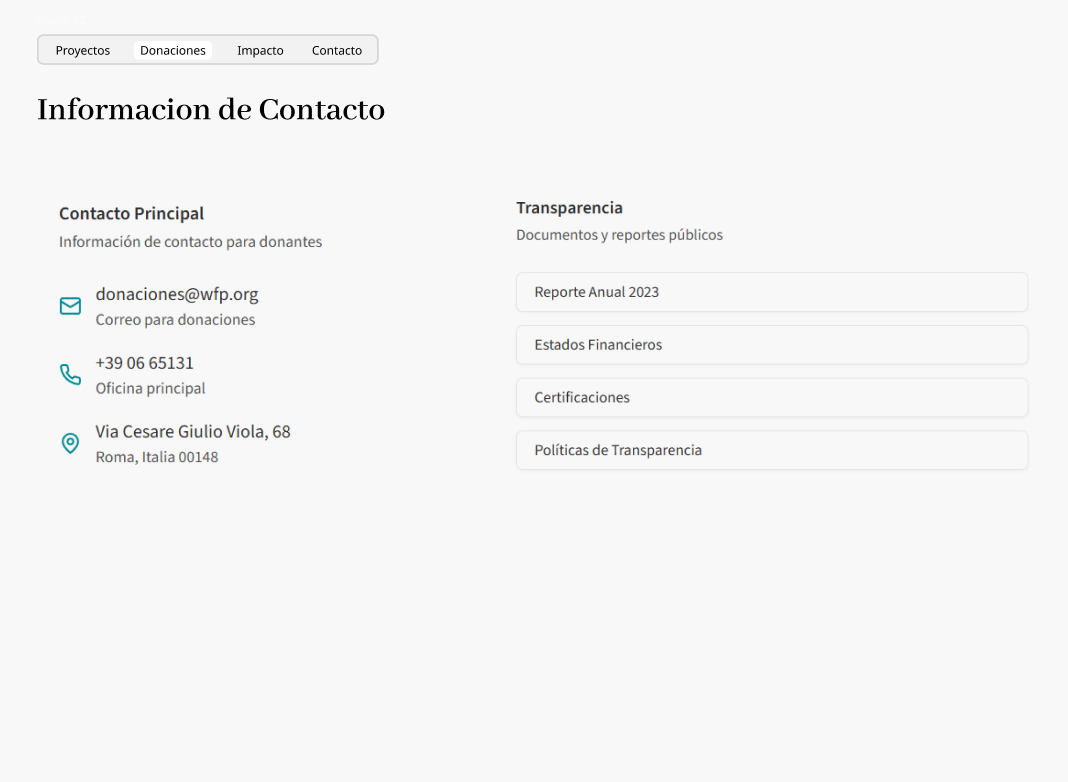 Proyectos Donaciones Impacto Contacto
Informacion de Contacto
Contacto Principal
Información de contacto para donantes
donaciones@wfp.org
Correo para donaciones
+39 06 65131
Oficina principal
Via Cesare Giulio Viola, 68
Roma, Italia 00148
Transparencia
Documentos y reportes públicos
Reporte Anual 2023
Estados Financieros
Certificaciones
Políticas de Transparencia